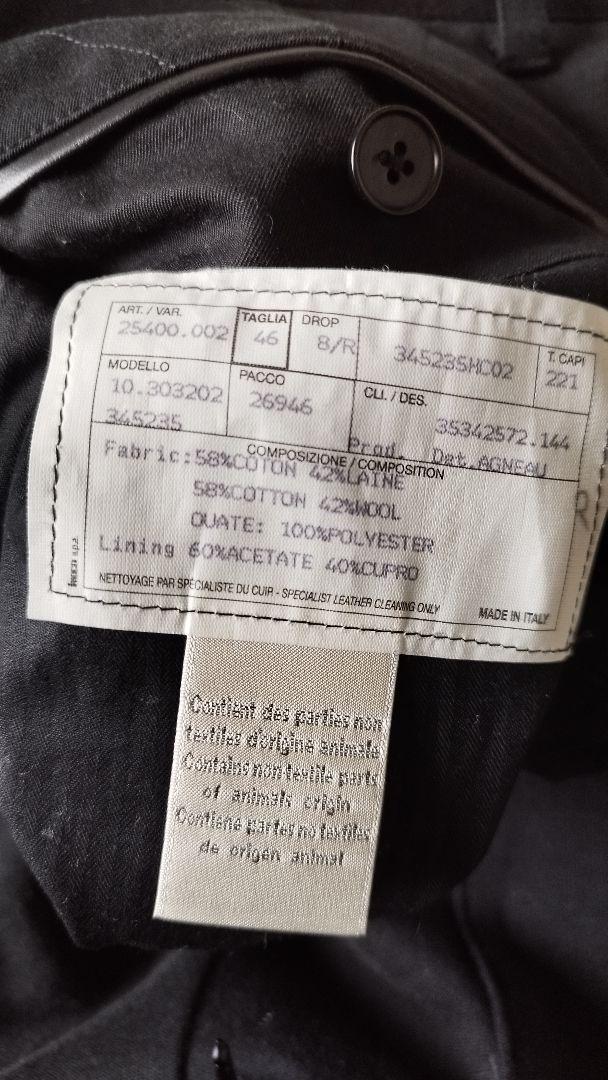 ART. / VAR.
25400.002
TAGLIA
46
DROP
8/R
345235MC02
T. CAPI
221
MODELLO
10.303202
345235
PACCO
26946
CLI. / DES.
35342572.144
Prod. Dat.AGNEAU
COMPOSIZIONE / COMPOSITION
Fabric:58%COTON 42%LAINE
58%COTTON 42%WOOL
OUATE: 100%POLYESTER
Lining 60%ACETATE 40%CUPRO
NETTOYAGE PAR SPÉCIALISTE DU CUIR - SPECIALIST LEATHER CLEANING ONLY
MADE IN ITALY
R
Contient des parties non
textiles d'origine animale
Contains non-textile parts
of animals origin
Contiene partes no textiles
de origen animal